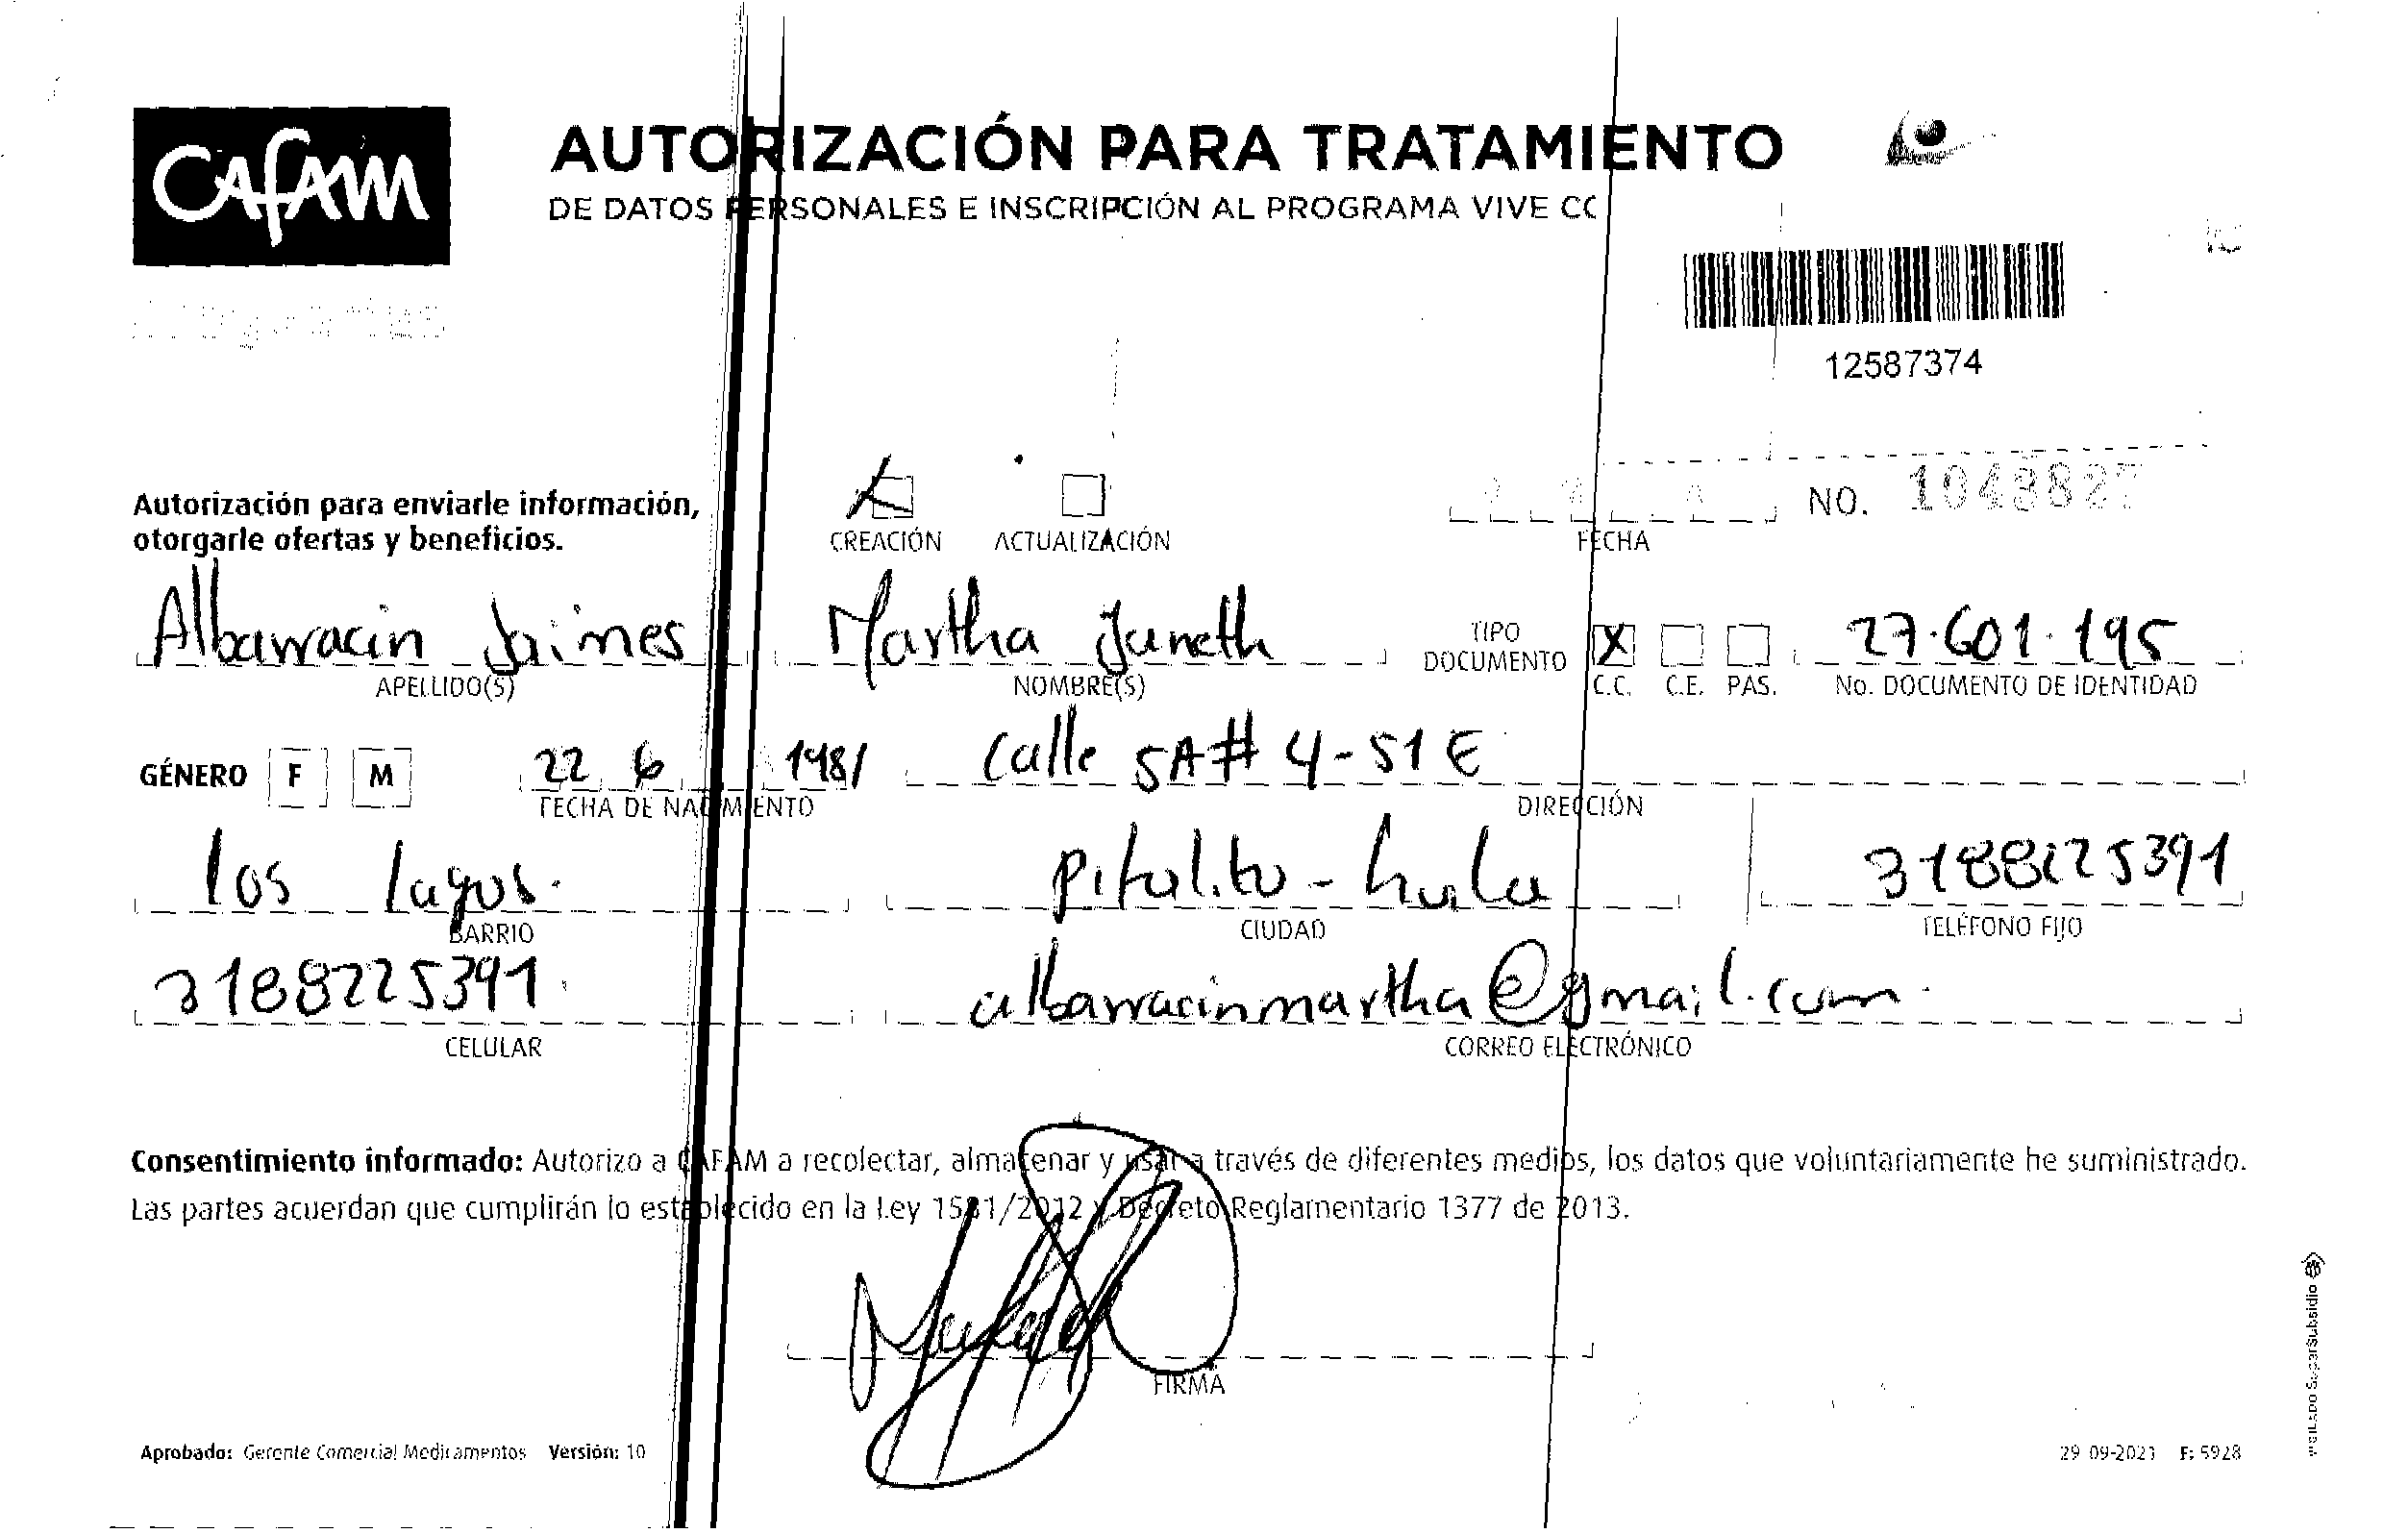 CAFAM
AUTORIZACIÓN PARA TRATAMIENTO
DE DATOS PERSONALES E INSCRIPCIÓN AL PROGRAMA VIVE CO
12587374
Autorización para enviarle información,
otorgarle ofertas y beneficios.
CREACIÓN ACTUALIZACIÓN
FECHA
NO. 1043827
Albarracin Jaimes Martha Janeth
TIPO DOCUMENTO X 27.601.195
APELLIDO(S) NOMBRE(S) C.C. C.E. PAS. No. DOCUMENTO DE IDENTIDAD
GÉNERO F M 22 6 1981 Calle 5A# 4-51 E
FECHA DE NACIMIENTO DIRECCIÓN
los lagos. pitalito - huila 3188225391
BARRIO CIUDAD TELÉFONO FIJO
3188225391. albarracinmartha@gmail.com.
CELULAR CORREO ELECTRÓNICO
Consentimiento informado: Autorizo a CAFAM a recolectar, almacenar y usar a través de diferentes medios, los datos que voluntariamente he suministrado.
Las partes acuerdan que cumplirán lo establecido en la Ley 1581/2012 y Decreto Reglamentario 1377 de 2013.
FIRMA
Aprobado: Gerente Comercial Medicamentos Versión: 10
29-09-2021 F: 5928
VIGILADO SuperSubsidio